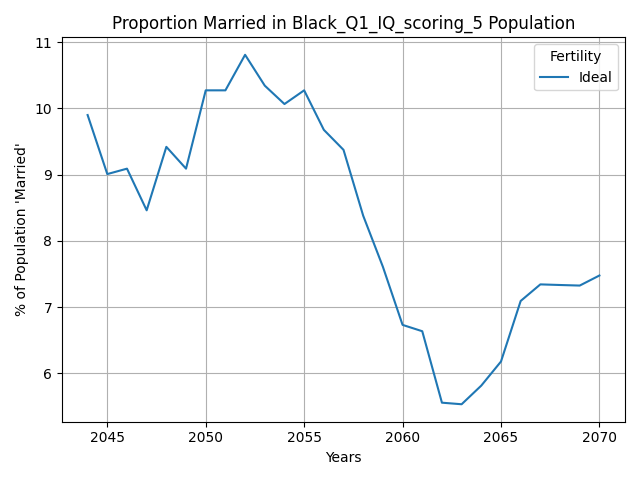 Proportion Married in Black_Q1_IQ_scoring_5 Population
Fertility
Ideal
% of Population 'Married'
11
10
9
8
7
6
2045
2050
2055
2060
2065
2070
Years